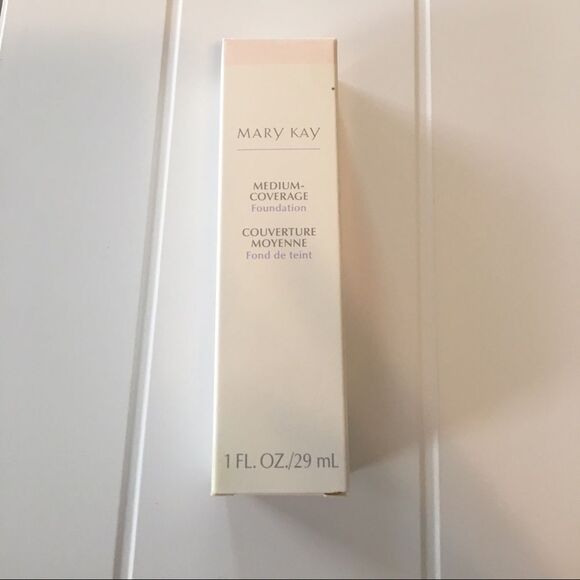 MARY KAY
MEDIUM-
COVERAGE
Foundation
COUVERTURE
MOYENNE
Fond de teint
1 FL. OZ./29 mL